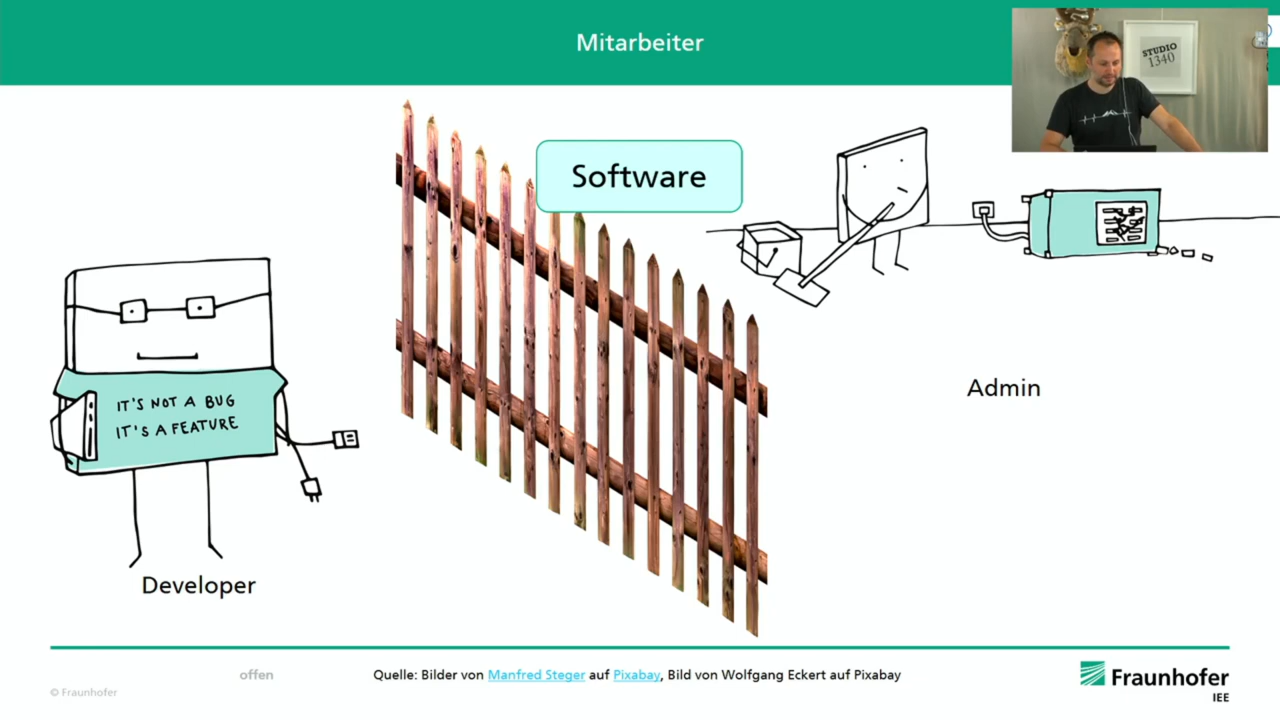 Mitarbeiter
STUDIO
1340
Software
IT'S NOT A BUG
IT'S A FEATURE
Admin
Developer
offen
Quelle: Bilder von Manfred Steger auf Pixabay, Bild von Wolfgang Eckert auf Pixabay
© Fraunhofer
Fraunhofer
IEE